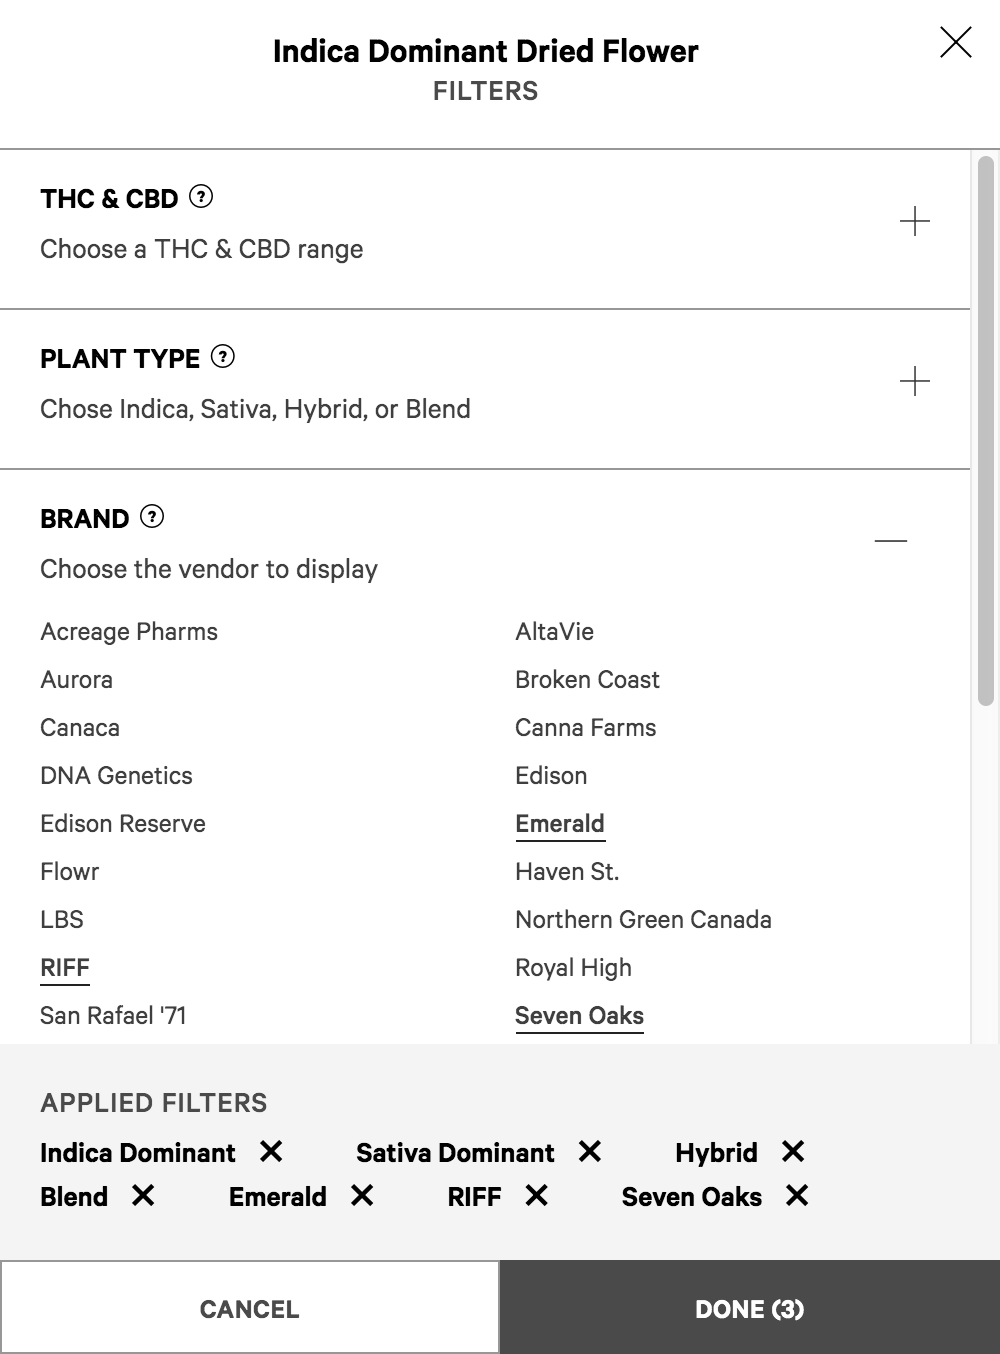 Indica Dominant Dried Flower
FILTERS
THC & CBD ?
Choose a THC & CBD range
PLANT TYPE ?
Chose Indica, Sativa, Hybrid, or Blend
BRAND ?
Choose the vendor to display
Acreage Pharms AltaVie
Aurora Broken Coast
Canaca Canna Farms
DNA Genetics Edison
Edison Reserve Emerald
Flowr Haven St.
LBS Northern Green Canada
RIFF Royal High
San Rafael '71 Seven Oaks
APPLIED FILTERS
Indica Dominant ✕ Sativa Dominant ✕ Hybrid ✕
Blend ✕ Emerald ✕ RIFF ✕ Seven Oaks ✕
CANCEL DONE (3)